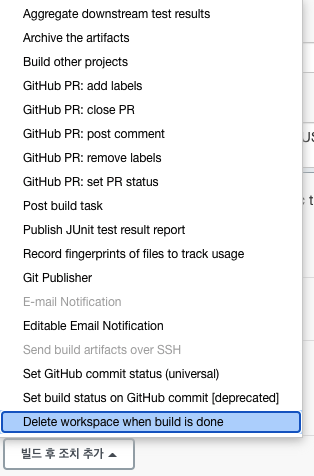 Aggregate downstream test results
Archive the artifacts
Build other projects
GitHub PR: add labels
GitHub PR: close PR
GitHub PR: post comment
GitHub PR: remove labels
GitHub PR: set PR status
Post build task
Publish JUnit test result report
Record fingerprints of files to track usage
Git Publisher
E-mail Notification
Editable Email Notification
Send build artifacts over SSH
Set GitHub commit status (universal)
Set build status on GitHub commit [deprecated]
Delete workspace when build is done
빌드 후 조치 추가